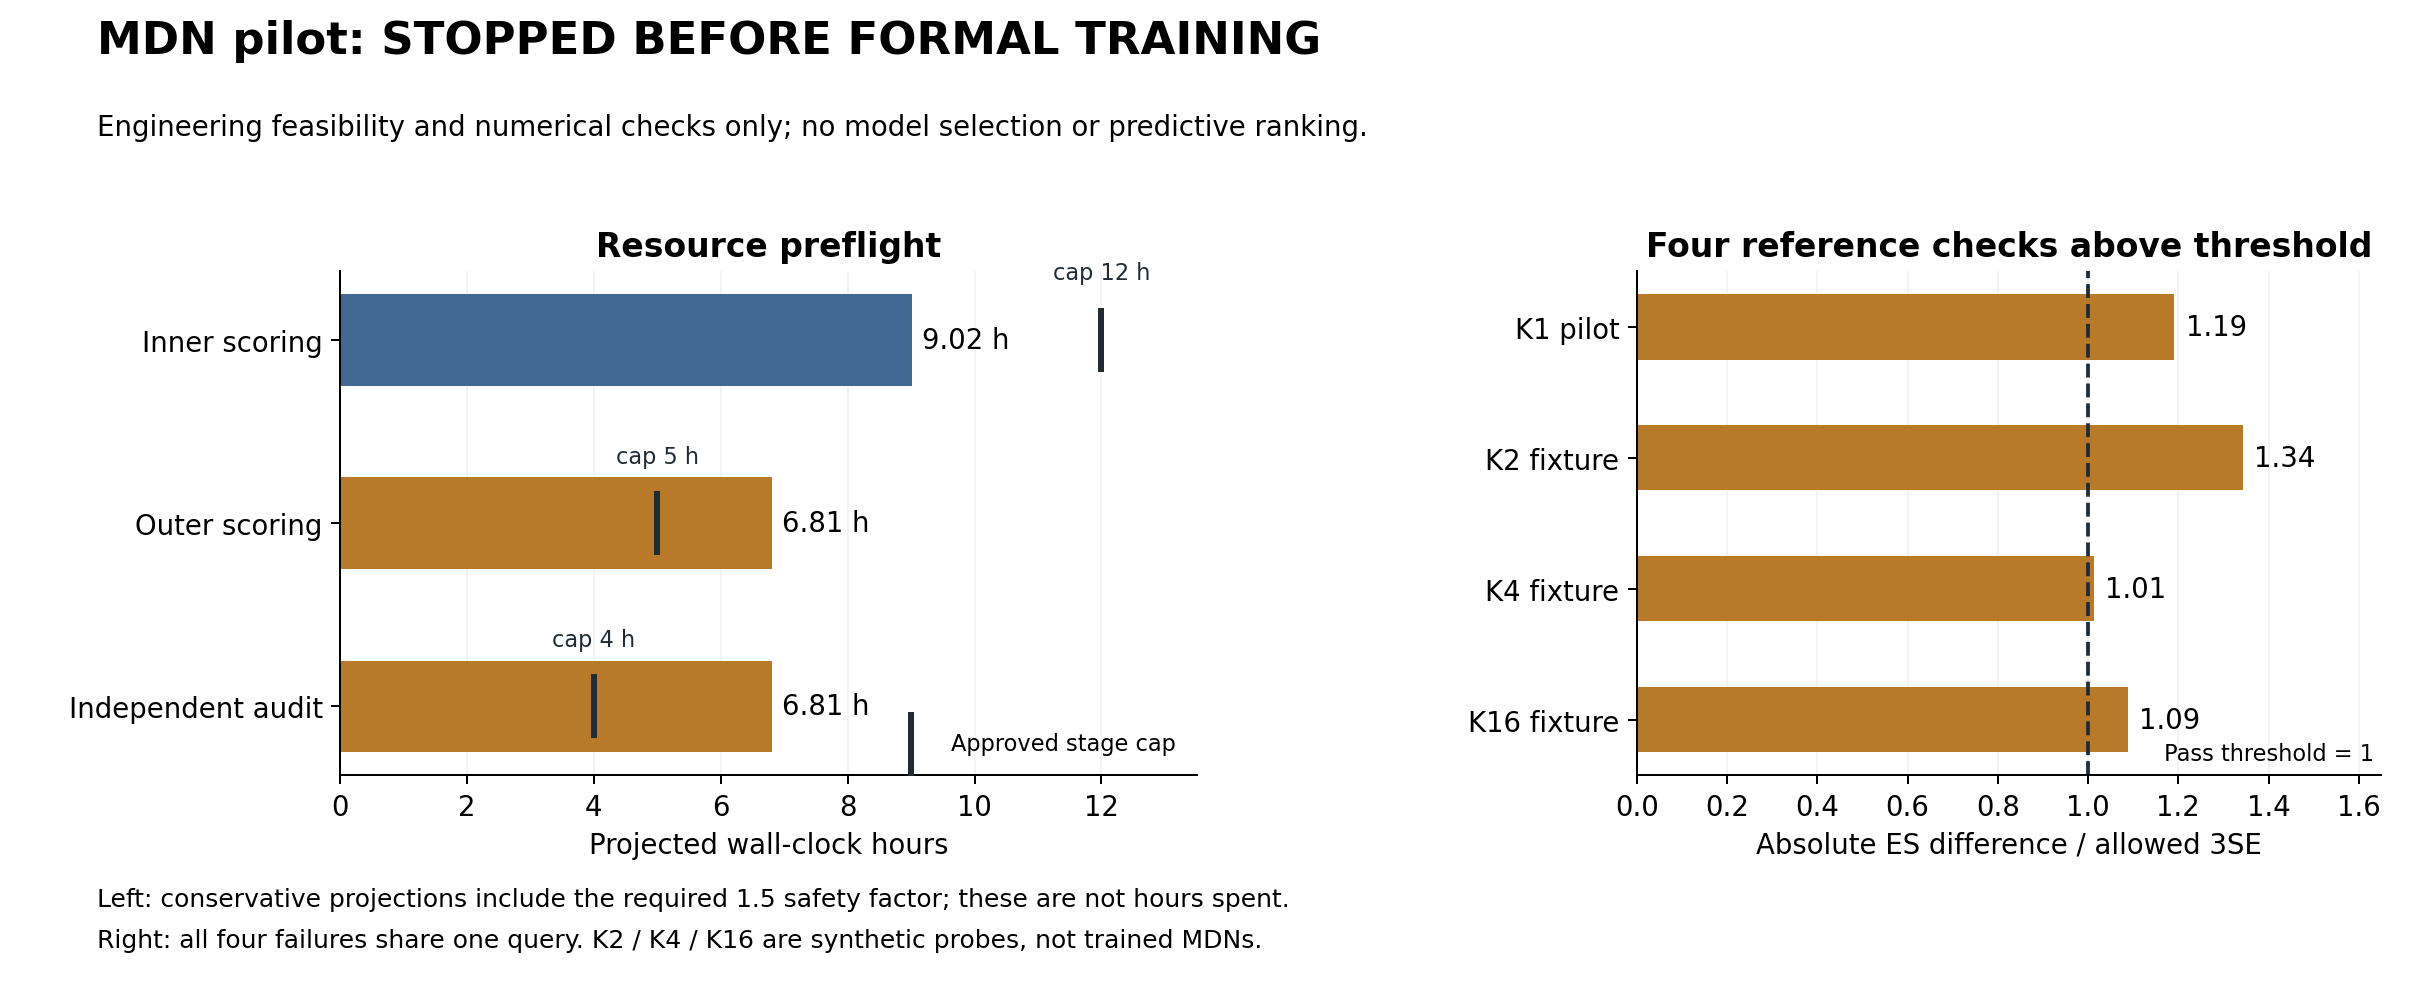 MDN pilot: STOPPED BEFORE FORMAL TRAINING
Engineering feasibility and numerical checks only; no model selection or predictive ranking.
Resource preflight
cap 12 h
Inner scoring
9.02 h
cap 5 h
Outer scoring
6.81 h
cap 4 h
Independent audit
6.81 h
Approved stage cap
0 2 4 6 8 10 12
Projected wall-clock hours
Four reference checks above threshold
K1 pilot
1.19
K2 fixture
1.34
K4 fixture
1.01
K16 fixture
1.09
Pass threshold = 1
0.0 0.2 0.4 0.6 0.8 1.0 1.2 1.4 1.6
Absolute ES difference / allowed 3SE
Left: conservative projections include the required 1.5 safety factor; these are not hours spent.
Right: all four failures share one query. K2 / K4 / K16 are synthetic probes, not trained MDNs.